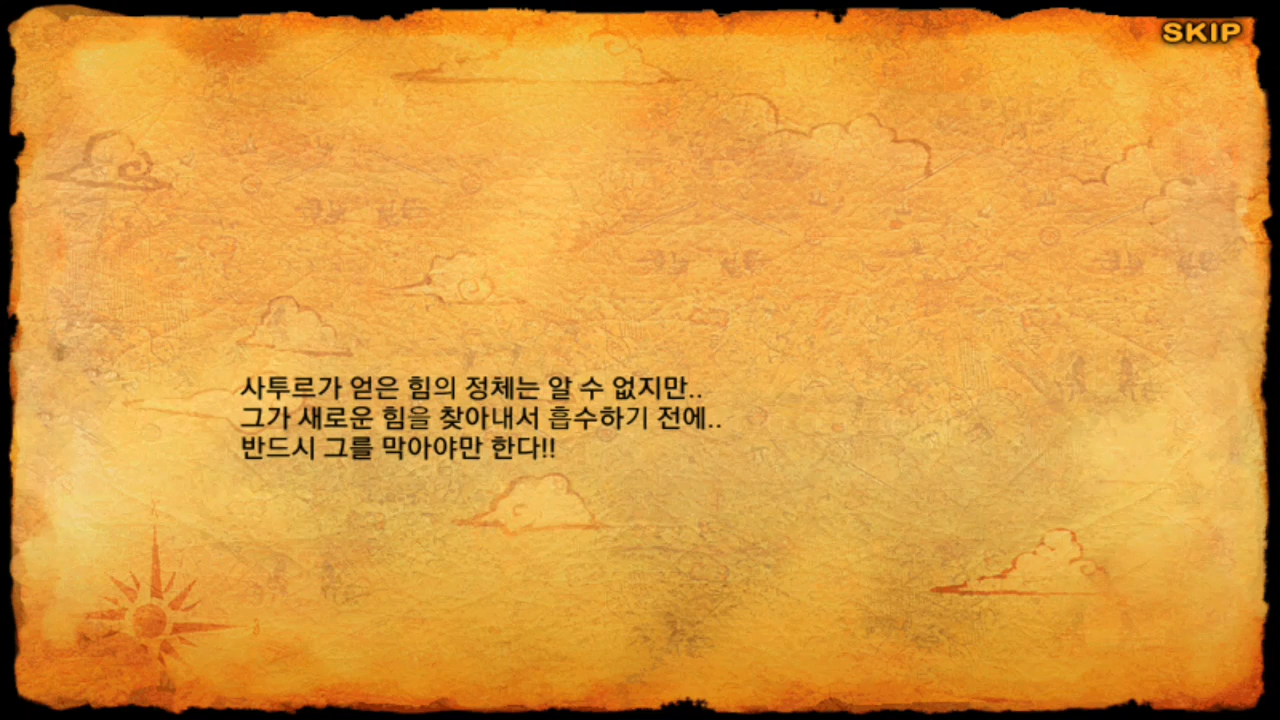 SKIP
사투르가 얻은 힘의 정체는 알 수 없지만..
그가 새로운 힘을 찾아내서 흡수하기 전에..
반드시 그를 막아야만 한다!!